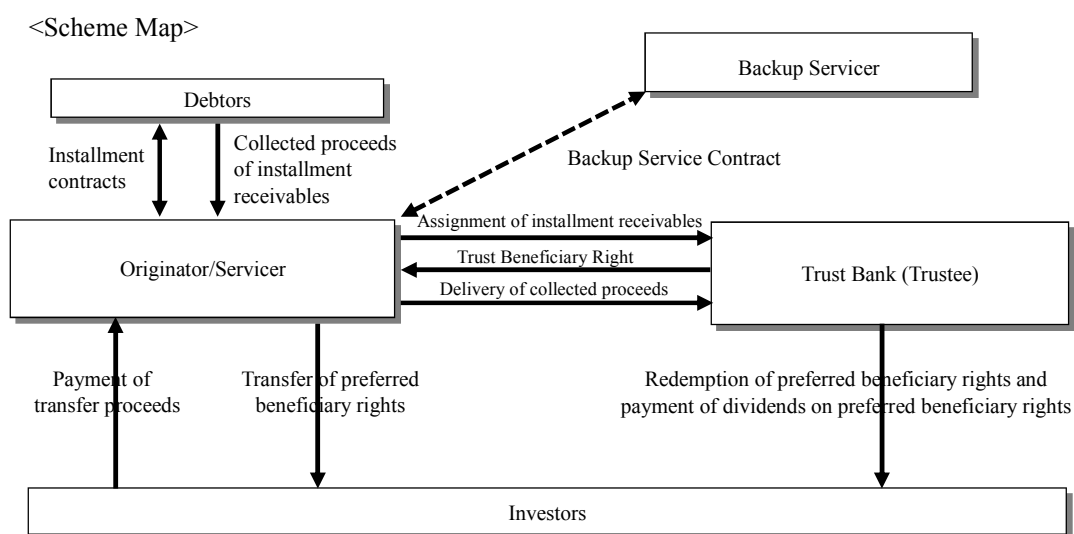 <Scheme Map>
Backup Servicer
Debtors
Installment
contracts
Collected proceeds
of installment
receivables
Backup Service Contract
Assignment of installment receivables
Trust Beneficiary Right
Delivery of collected proceeds
Originator/Servicer
Trust Bank (Trustee)
Payment of
transfer proceeds
Transfer of preferred
beneficiary rights
Redemption of preferred beneficiary rights and
payment of dividends on preferred beneficiary rights
Investors